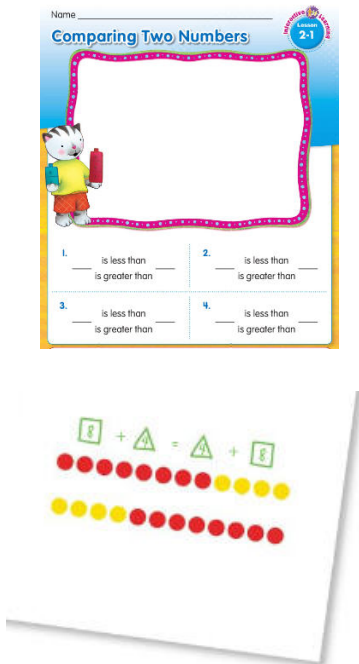 Name
Interactive Learning
Lesson
2-1
Comparing Two Numbers
1.
is less than
is greater than
2.
is less than
is greater than
3.
is less than
is greater than
4.
is less than
is greater than
8 + 4 = 4 + 8